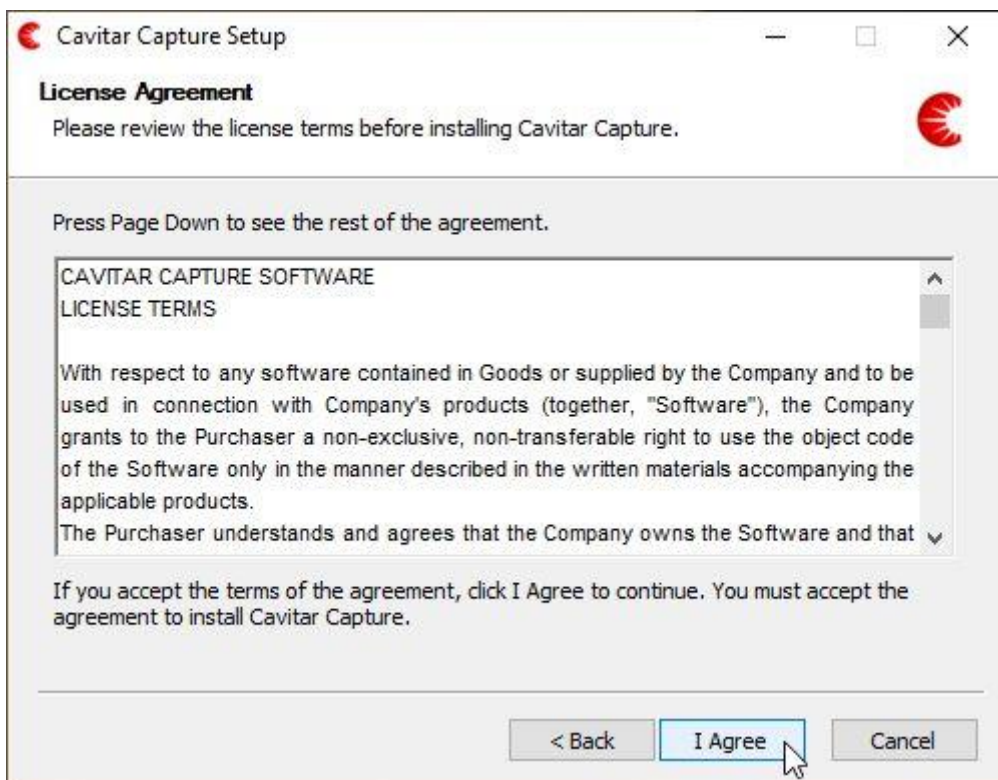 Cavitar Capture Setup
License Agreement
Please review the license terms before installing Cavitar Capture.
Press Page Down to see the rest of the agreement.
CAVITAR CAPTURE SOFTWARE
LICENSE TERMS
With respect to any software contained in Goods or supplied by the Company and to be
used in connection with Company's products (together, "Software"), the Company
grants to the Purchaser a non-exclusive, non-transferable right to use the object code
of the Software only in the manner described in the written materials accompanying the
applicable products.
The Purchaser understands and agrees that the Company owns the Software and that
If you accept the terms of the agreement, click I Agree to continue. You must accept the
agreement to install Cavitar Capture.
< Back
I Agree
Cancel